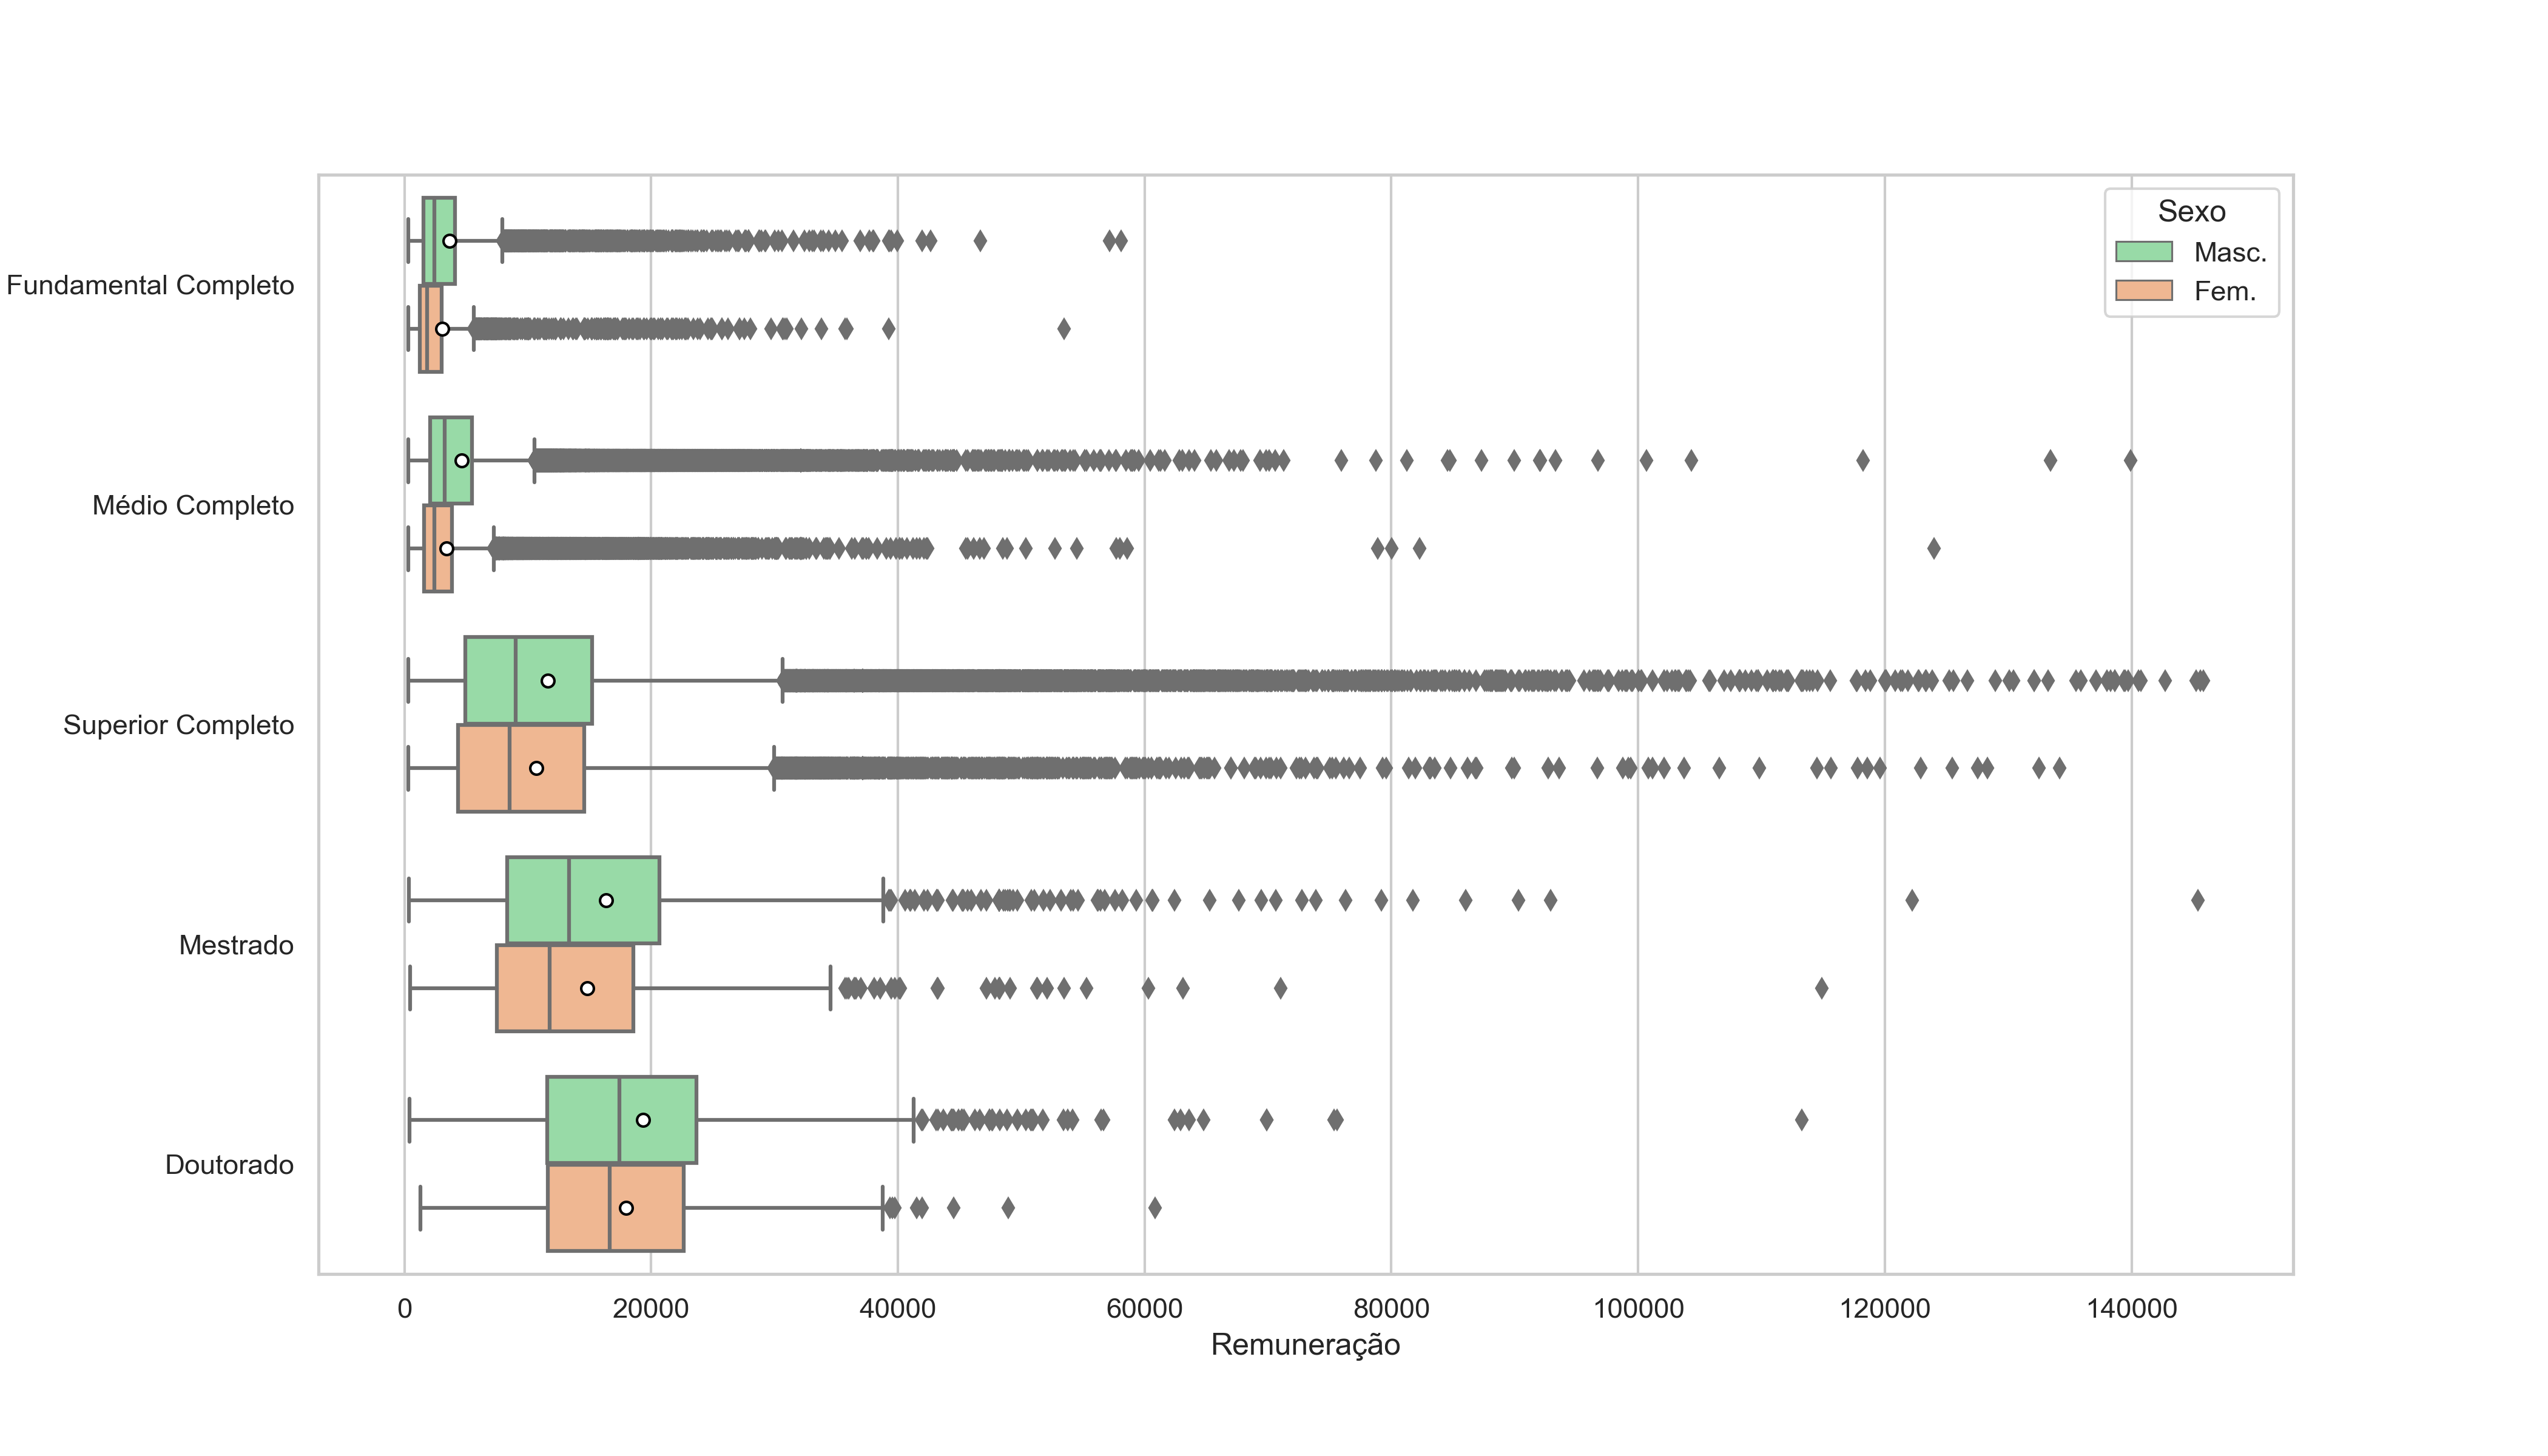 Sexo
Masc.
Fem.
Fundamental Completo
Médio Completo
Superior Completo
Mestrado
Doutorado
0 20000 40000 60000 80000 100000 120000 140000
Remuneração